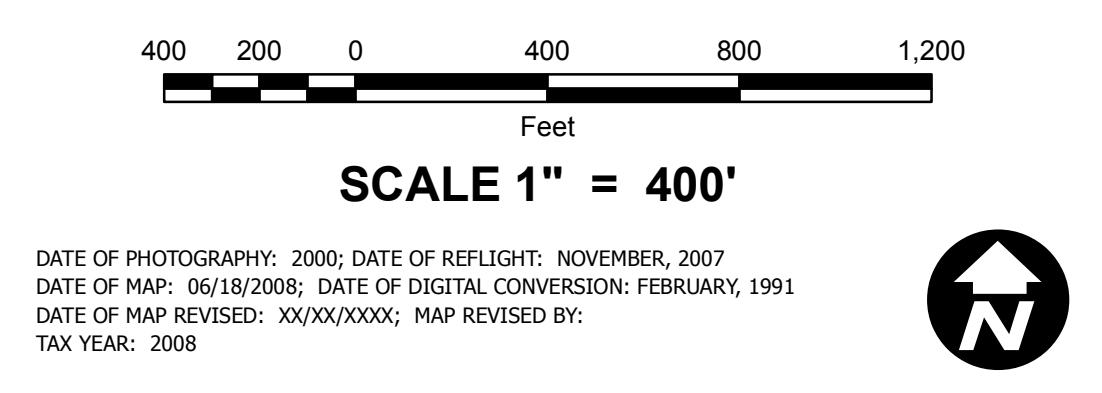 400 200 0 400 800 1,200
Feet
SCALE 1" = 400'
DATE OF PHOTOGRAPHY: 2000; DATE OF REFLIGHT: NOVEMBER, 2007
DATE OF MAP: 06/18/2008; DATE OF DIGITAL CONVERSION: FEBRUARY, 1991
DATE OF MAP REVISED: XX/XX/XXXX; MAP REVISED BY:
TAX YEAR: 2008
N